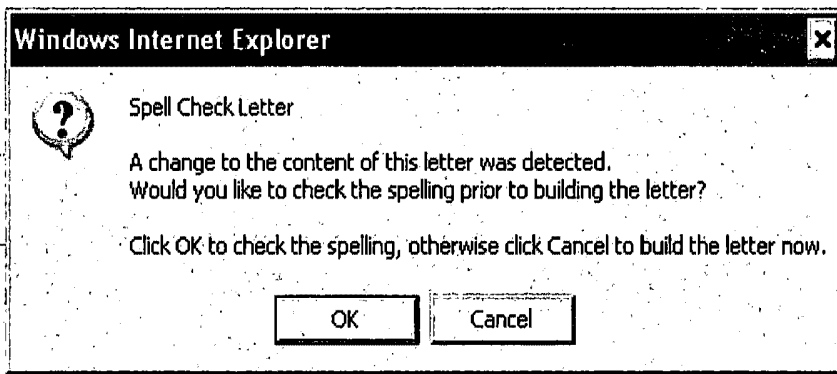 Windows Internet Explorer
Spell Check Letter
A change to the content of this letter was detected.
Would you like to check the spelling prior to building the letter?
Click OK to check the spelling, otherwise click Cancel to build the letter now.
OK Cancel